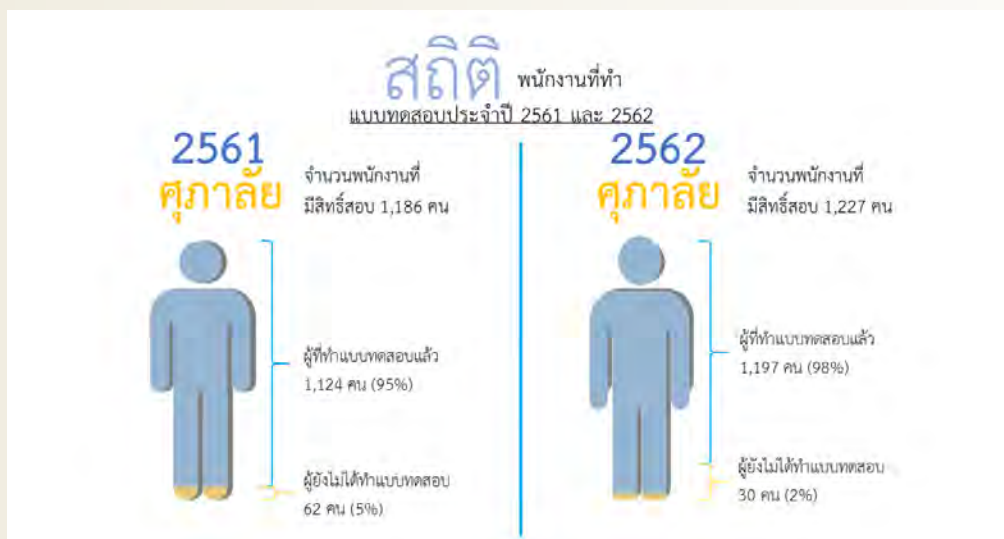 สถิติ พนักงานที่ทำ
แบบทดสอบประจำปี 2561 และ 2562
2561
ศุภาลัย
จำนวนพนักงานที่
มีสิทธิ์สอบ 1,186 คน
ผู้ที่ทำแบบทดสอบแล้ว
1,124 คน (95%)
ผู้ยังไม่ได้ทำแบบทดสอบ
62 คน (5%)
2562
ศุภาลัย
จำนวนพนักงานที่
มีสิทธิ์สอบ 1,227 คน
ผู้ที่ทำแบบทดสอบแล้ว
1,197 คน (98%)
ผู้ยังไม่ได้ทำแบบทดสอบ
30 คน (2%)